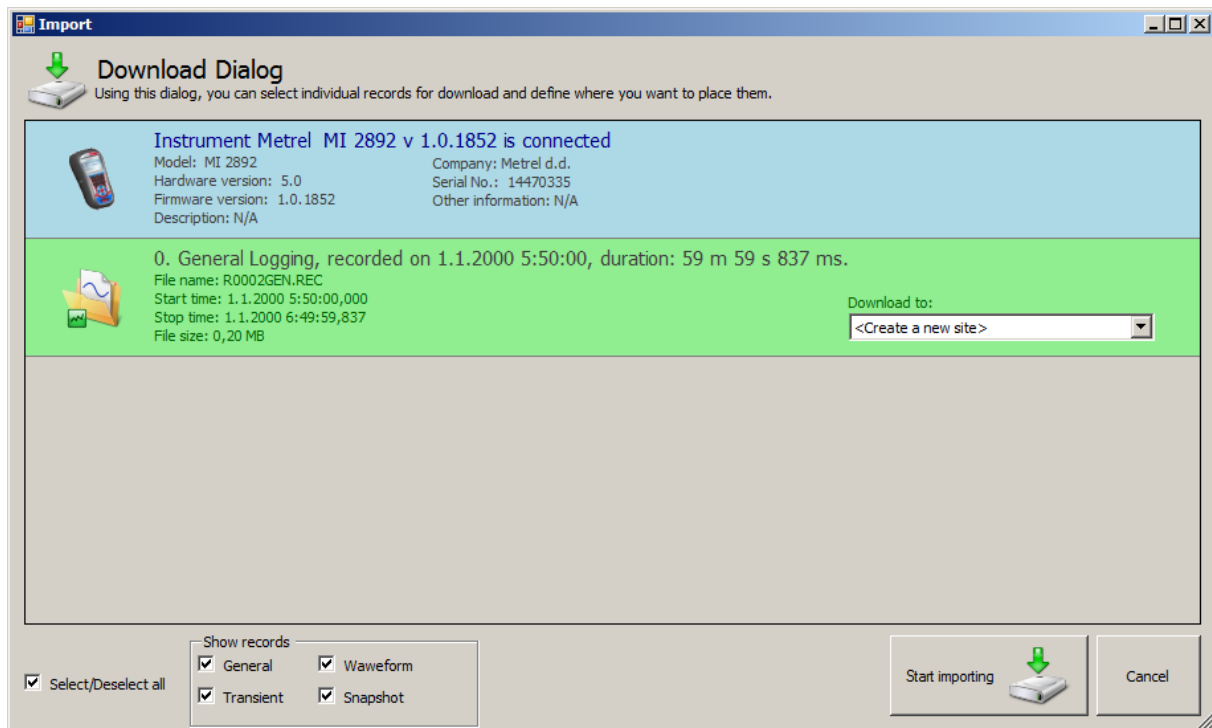 Import
Download Dialog
Using this dialog, you can select individual records for download and define where you want to place them.
Instrument Metrel MI 2892 v 1.0.1852 is connected
Model: MI 2892
Company: Metrel d.d.
Hardware version: 5.0
Serial No.: 14470335
Firmware version: 1.0.1852
Other information: N/A
Description: N/A
0. General Logging, recorded on 1.1.2000 5:50:00, duration: 59 m 59 s 837 ms.
File name: R0002GEN.REC
Start time: 1.1.2000 5:50:00,000
Stop time: 1.1.2000 6:49:59,837
File size: 0,20 MB
Download to:
<Create a new site>
Select/Deselect all
Show records
General
Waweform
Transient
Snapshot
Start importing
Cancel